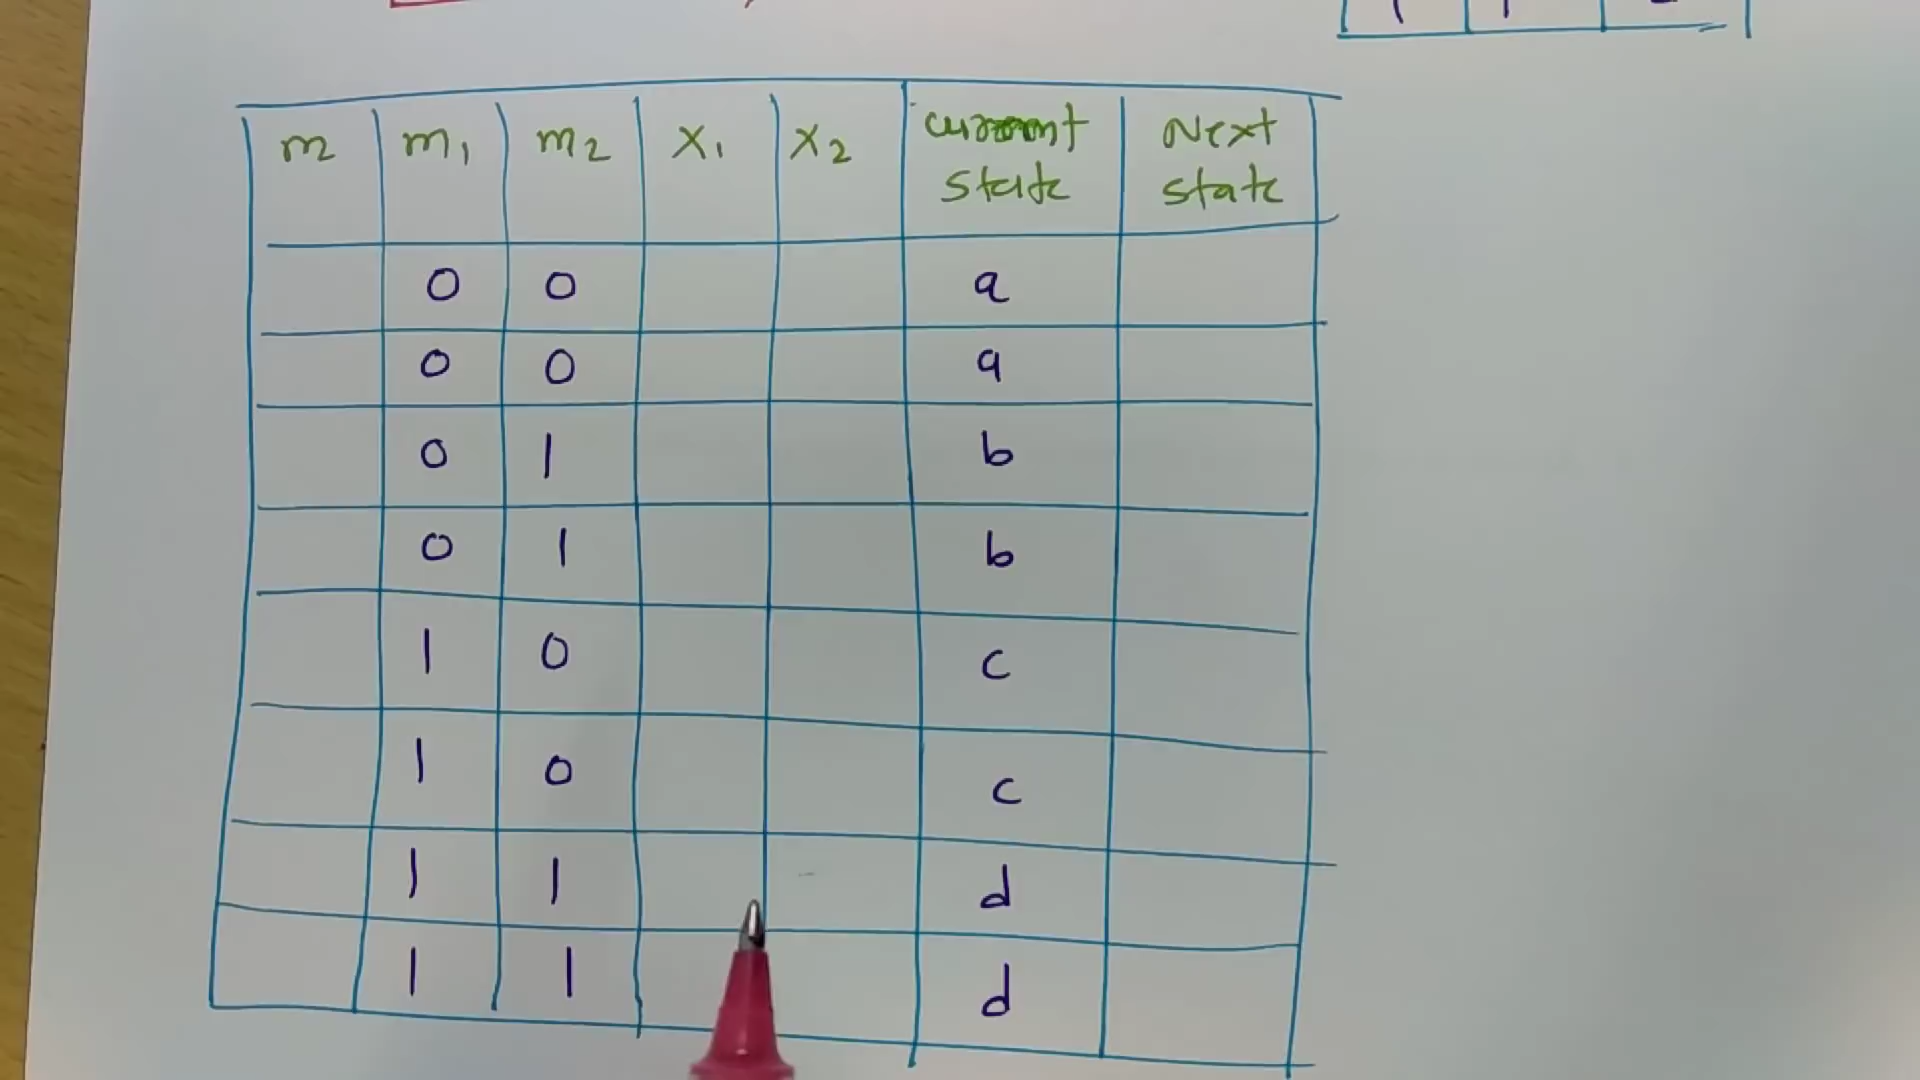 m m1 m2 x1 x2 current state Next state
0 0 a
0 0 a
0 1 b
0 1 b
1 0 c
1 0 c
1 1 d
1 1 d